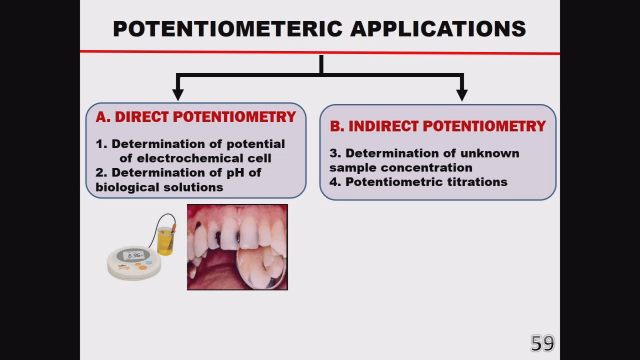 POTENTIOMETERIC APPLICATIONS
A. DIRECT POTENTIOMETRY
1. Determination of potential
of electrochemical cell
2. Determination of pH of
biological solutions
B. INDIRECT POTENTIOMETRY
3. Determination of unknown
sample concentration
4. Potentiometric titrations
59